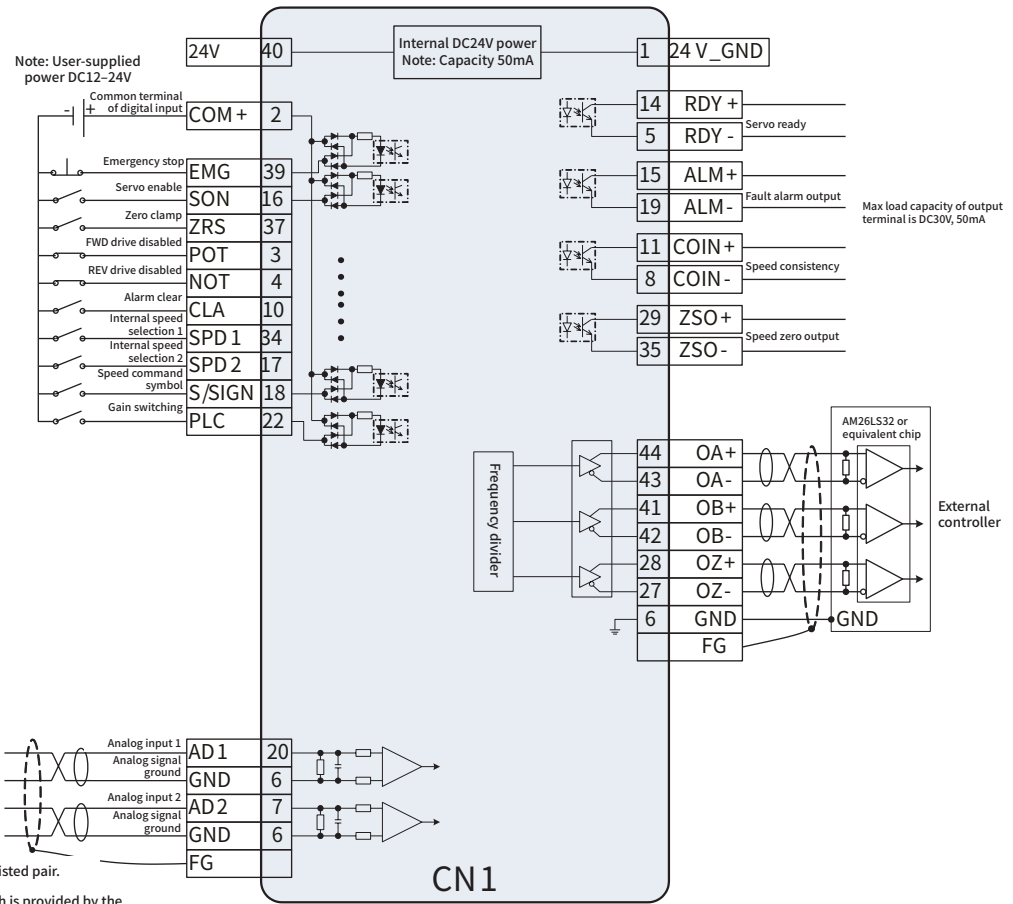 Note: User-supplied
power DC12–24V
24V 40
Internal DC24V power
Note: Capacity 50mA
1 24 V_GND
Common terminal
of digital input
- +
COM+ 2
Emergency stop
EMG 39
Servo enable
SON 16
Zero clamp
ZRS 37
FWD drive disabled
POT 3
REV drive disabled
NOT 4
Alarm clear
CLA 10
Internal speed
selection 1
SPD1 34
Internal speed
selection 2
SPD2 17
Speed command
symbol
S/SIGN 18
Gain switching
PLC 22
14 RDY +
Servo ready
5 RDY -
15 ALM+
Fault alarm output
19 ALM-
Max load capacity of output
terminal is DC30V, 50mA
11 COIN+
Speed consistency
8 COIN-
29 ZSO+
Speed zero output
35 ZSO-
Frequency divider
44 OA+
43 OA-
41 OB+
42 OB-
28 OZ+
27 OZ-
6 GND
FG
AM26LS32 or
equivalent chip
External
controller
GND
Analog input 1
AD1 20
Analog signal
ground
GND 6
Analog input 2
AD2 7
Analog signal
ground
GND 6
FG
isted pair.
h is provided by the
CN1